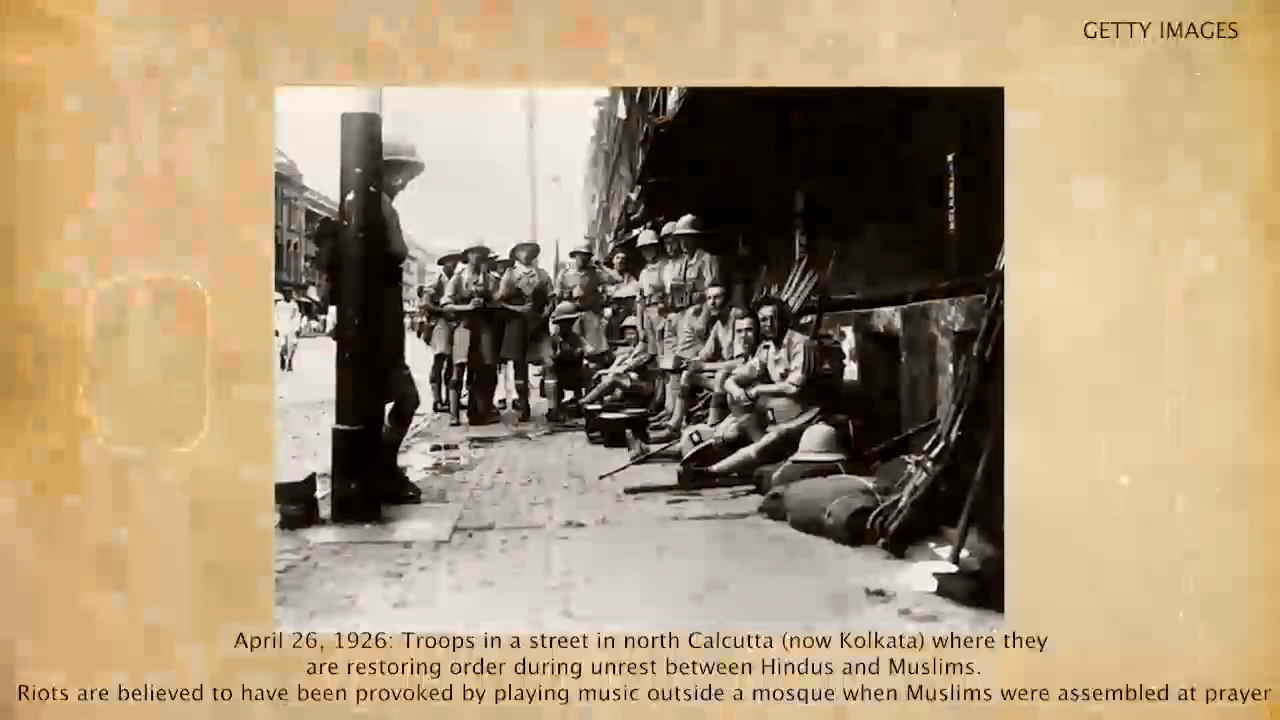 GETTY IMAGES
April 26, 1926: Troops in a street in north Calcutta (now Kolkata) where they
are restoring order during unrest between Hindus and Muslims.
Riots are believed to have been provoked by playing music outside a mosque when Muslims were assembled at prayer